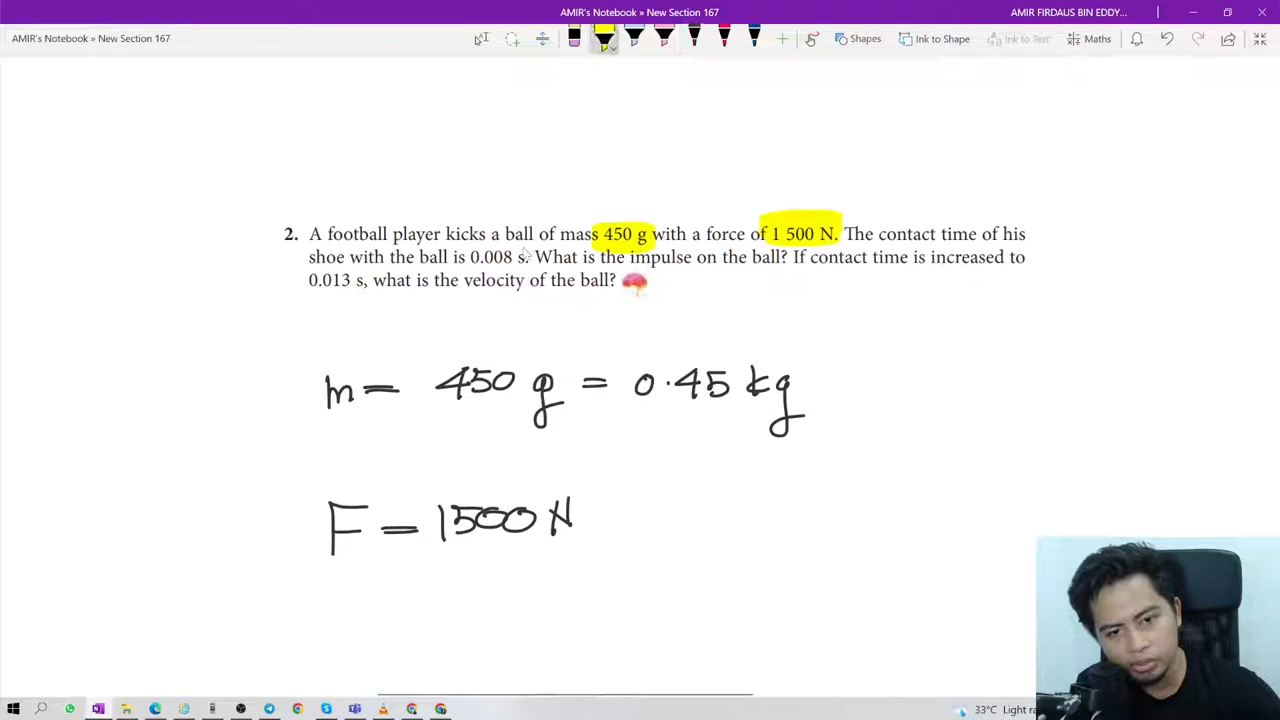 AMIR's Notebook » New Section 167
AMIR FIRDAUS BIN EDDY...
AMIR's Notebook » New Section 167
Shapes
Ink to Shape
Ink to Text
Maths
2. A football player kicks a ball of mass 450 g with a force of 1 500 N. The contact time of his
shoe with the ball is 0.008 s. What is the impulse on the ball? If contact time is increased to
0.013 s, what is the velocity of the ball?
m = 450 g = 0.45 kg
F = 1500 N
33°C Light ra